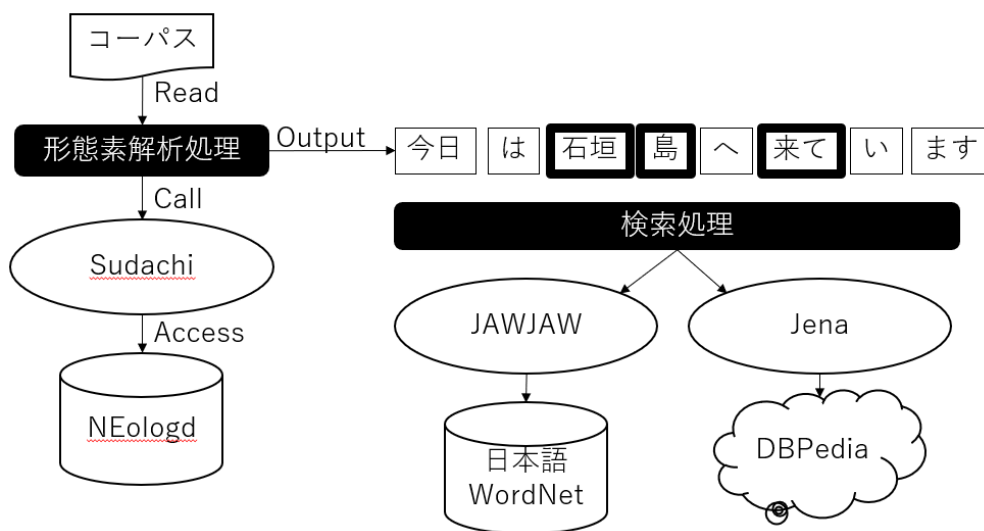 コーパス
Read
形態素解析処理
Output
今日 は 石垣 島 へ 来て い ます
Call
検索処理
Sudachi
JAWJAW
Jena
Access
NEologd
日本語
WordNet
DBPedia